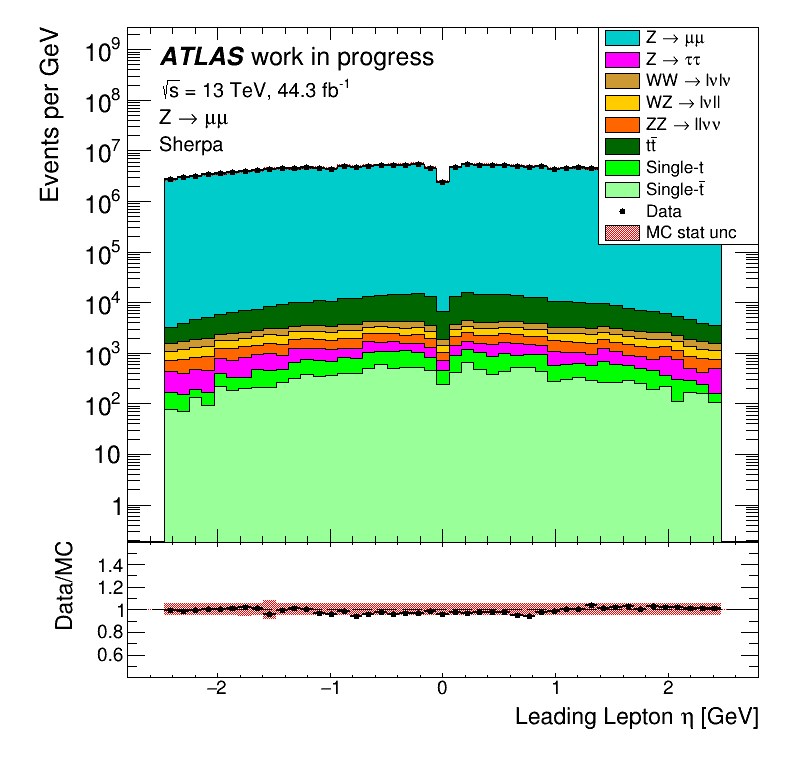 Events per GeV
10⁹
10⁸
10⁷
10⁶
10⁵
10⁴
10³
10²
10
1
ATLAS work in progress
√s = 13 TeV, 44.3 fb⁻¹
Z → μμ
Sherpa
Z → μμ
Z → ττ
WW → lνlν
WZ → lνll
ZZ → llνν
tt̄
Single-t
Single-t̄
Data
MC stat unc
Data/MC
1.4
1.2
1
0.8
0.6
−2 −1 0 1 2
Leading Lepton η [GeV]